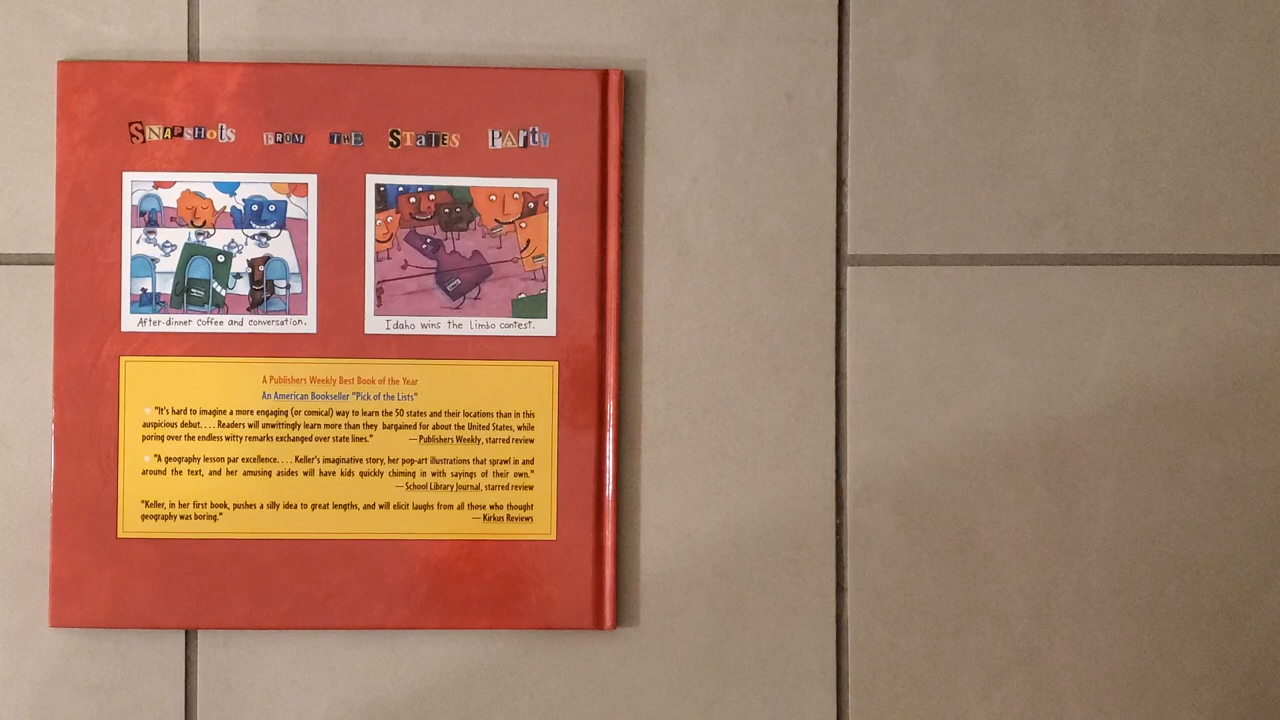 SNAPSHOTS FROM THE STATES PARTY
After-dinner coffee and conversation.
Idaho wins the limbo contest.
A Publishers Weekly Best Book of the Year
An American Bookseller "Pick of the Lists"
"It's hard to imagine a more engaging (or comical) way to learn the 50 states and their locations than in this
auspicious debut. . . . Readers will unwittingly learn more than they bargained for about the United States, while
poring over the endless witty remarks exchanged over state lines." — Publishers Weekly, starred review
"A geography lesson par excellence. . . . Keller's imaginative story, her pop-art illustrations that sprawl in and
around the text, and her amusing asides will have kids quickly chiming in with sayings of their own."
— School Library Journal, starred review
"Keller, in her first book, pushes a silly idea to great lengths, and will elicit laughs from all those who thought
geography was boring." — Kirkus Reviews